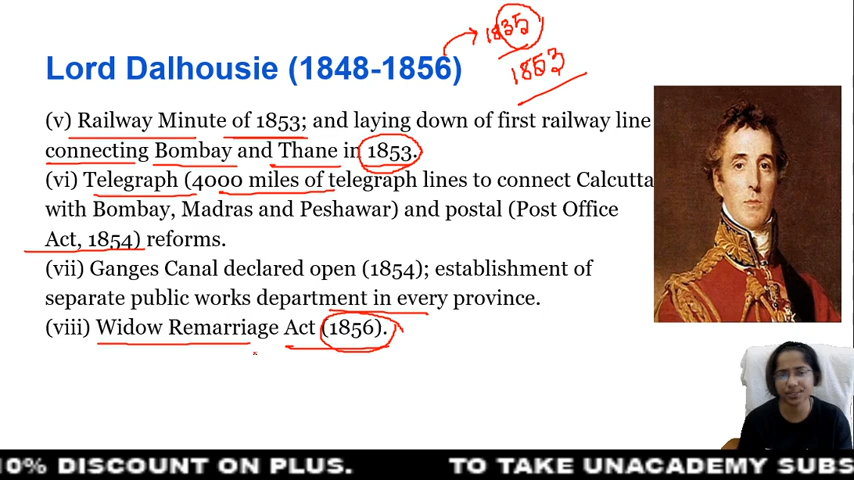 1835
1853
Lord Dalhousie (1848-1856)
(v) Railway Minute of 1853; and laying down of first railway line
connecting Bombay and Thane in 1853.
(vi) Telegraph (4000 miles of telegraph lines to connect Calcutta
with Bombay, Madras and Peshawar) and postal (Post Office
Act, 1854) reforms.
(vii) Ganges Canal declared open (1854); establishment of
separate public works department in every province.
(viii) Widow Remarriage Act (1856).
10% DISCOUNT ON PLUS. TO TAKE UNACADEMY SUBS